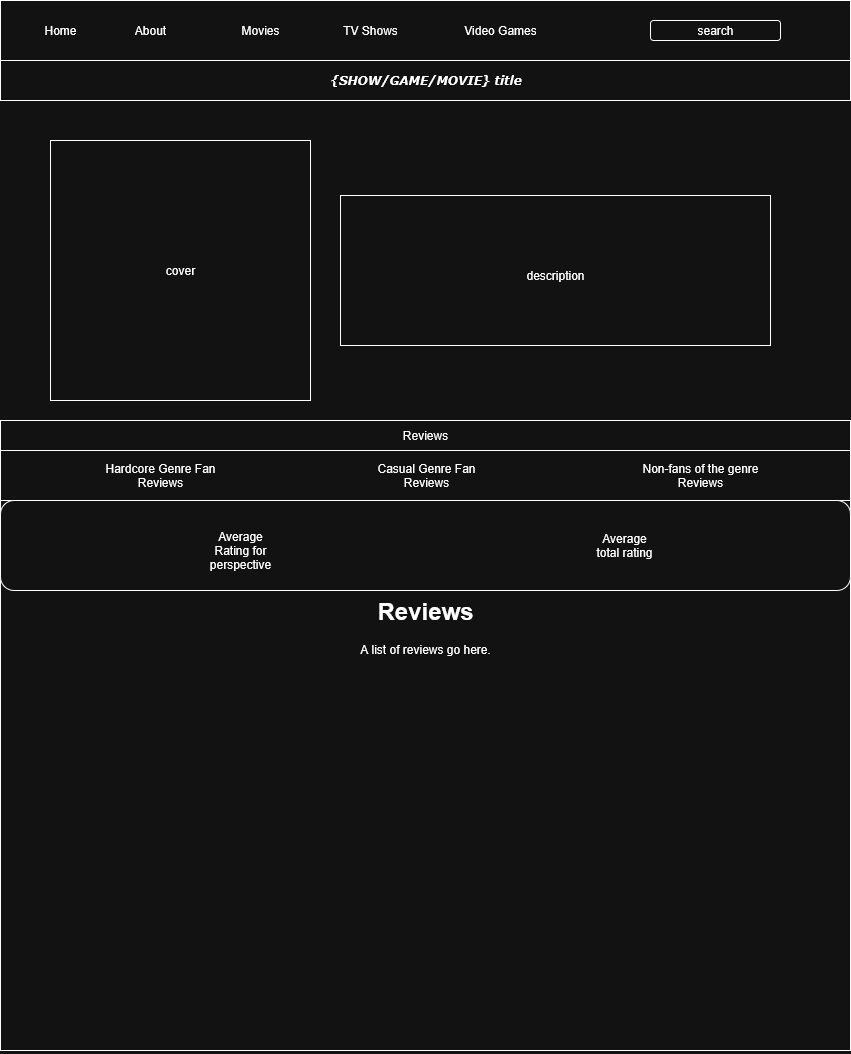 Home About Movies TV Shows Video Games search
{SHOW/GAME/MOVIE} title
cover
description
Reviews
Hardcore Genre Fan
Reviews
Casual Genre Fan
Reviews
Non-fans of the genre
Reviews
Average
Rating for
perspective
Average
total rating
Reviews
A list of reviews go here.